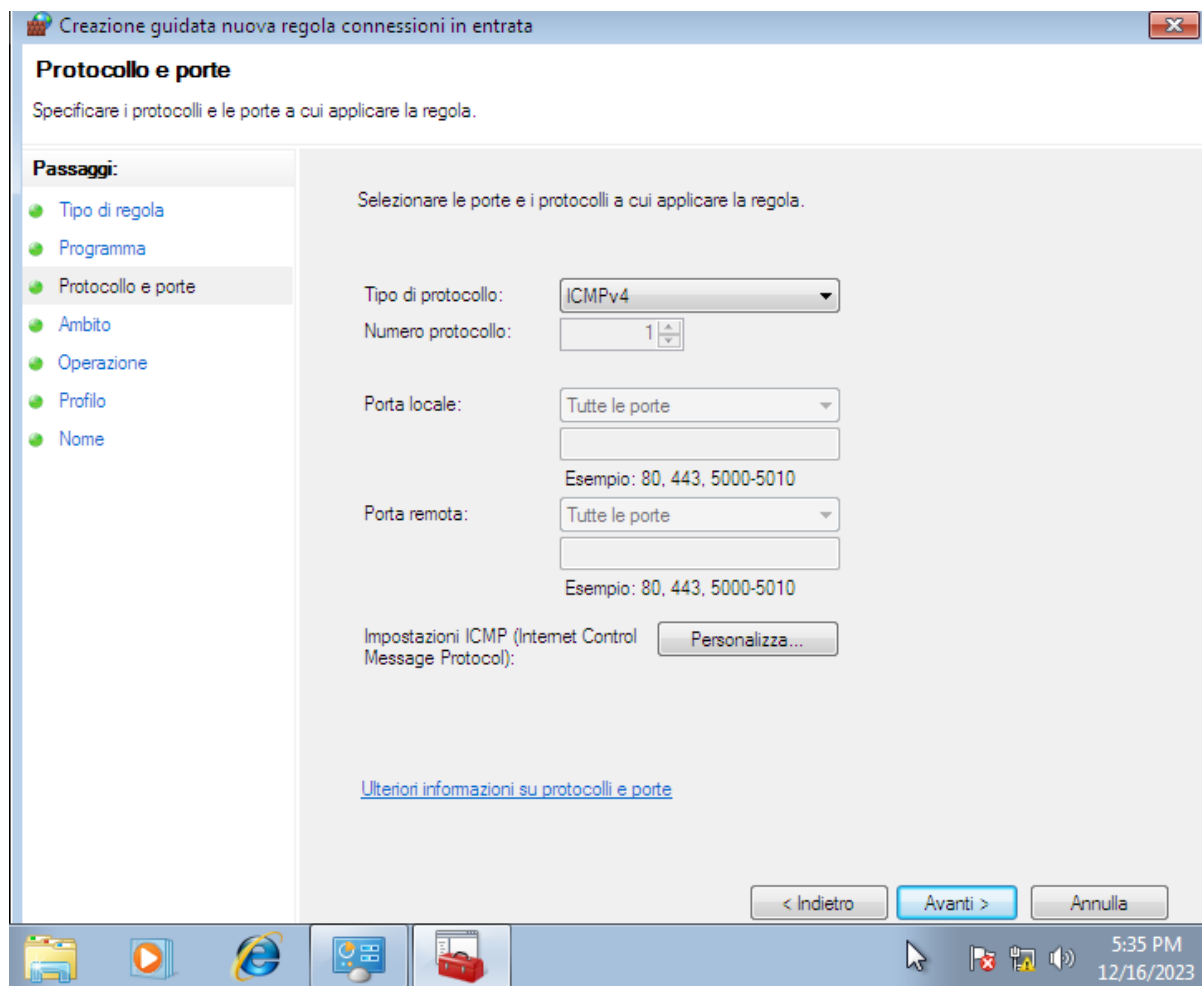 Creazione guidata nuova regola connessioni in entrata
Protocollo e porte
Specificare i protocolli e le porte a cui applicare la regola.
Passaggi:
Tipo di regola
Programma
Protocollo e porte
Ambito
Operazione
Profilo
Nome
Selezionare le porte e i protocolli a cui applicare la regola.
Tipo di protocollo: ICMPv4
Numero protocollo: 1
Porta locale: Tutte le porte
Esempio: 80, 443, 5000-5010
Porta remota: Tutte le porte
Esempio: 80, 443, 5000-5010
Impostazioni ICMP (Internet Control
Message Protocol):
Personalizza...
Ulteriori informazioni su protocolli e porte
< Indietro Avanti > Annulla
5:35 PM
12/16/2023